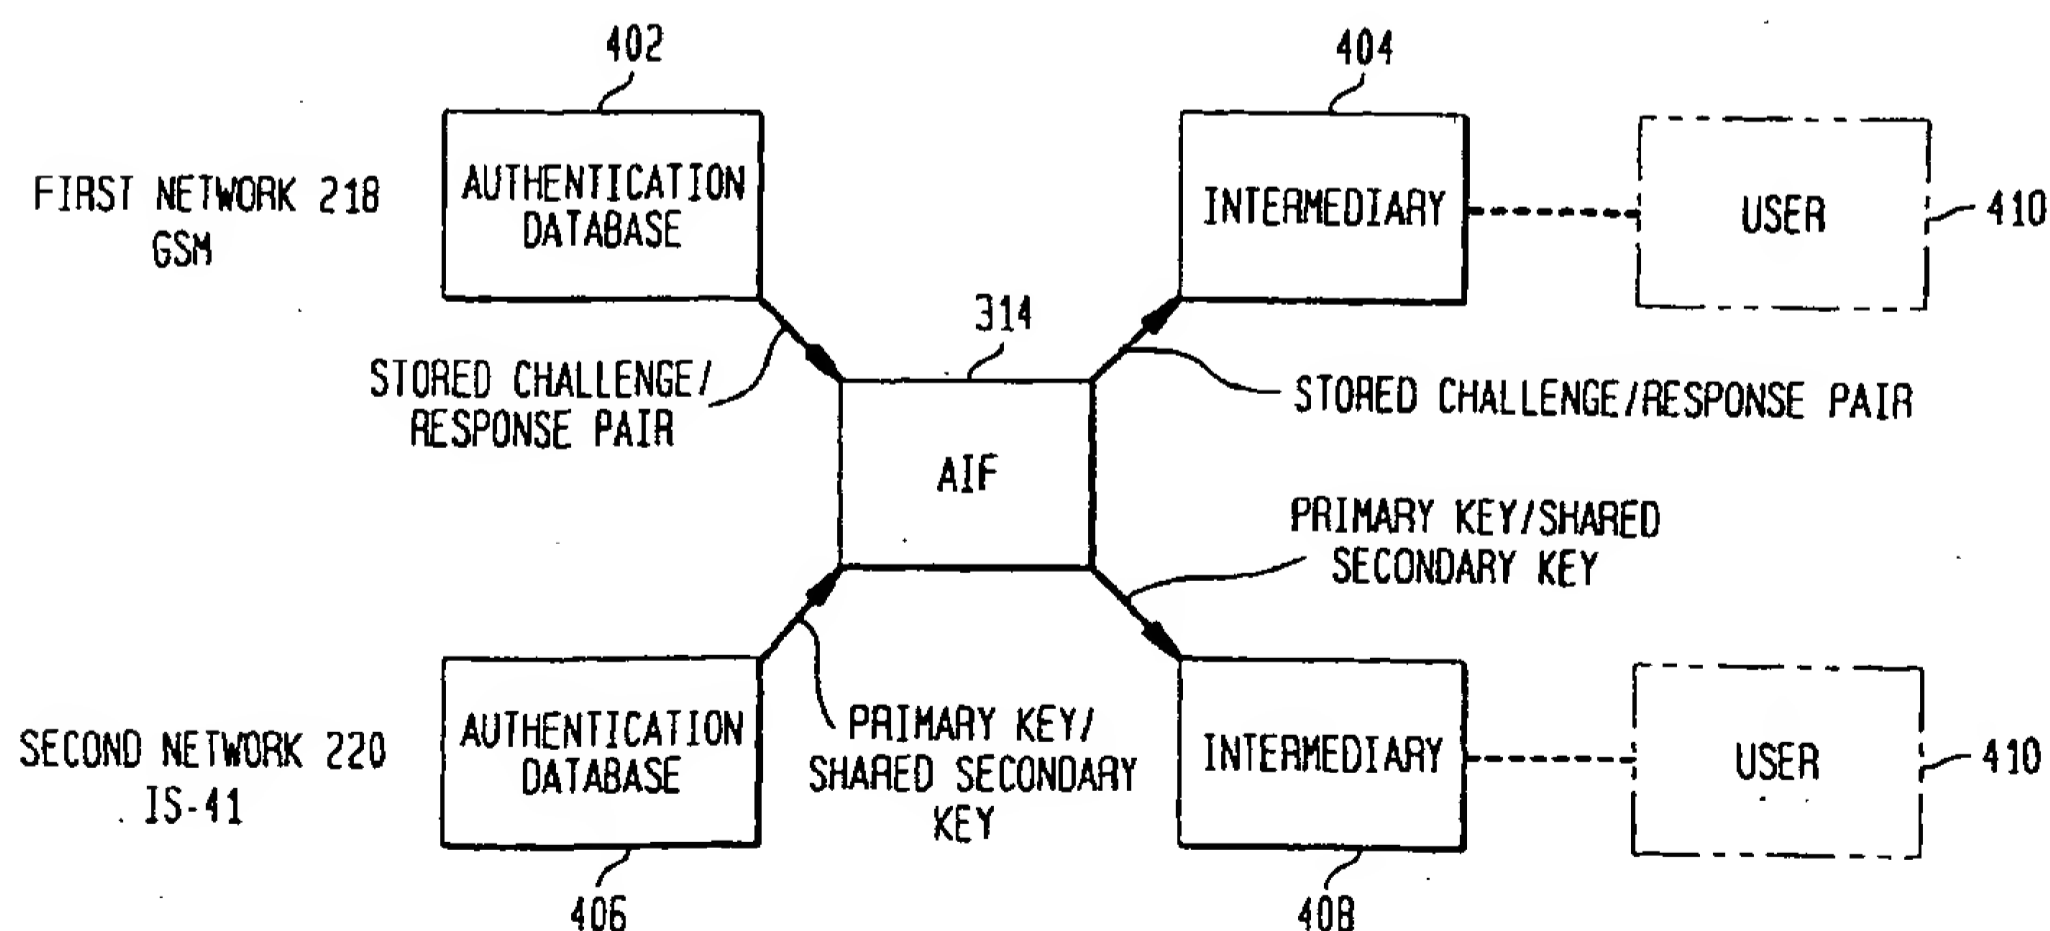 402
404
FIRST NETWORK 218
GSM
AUTHENTICATION
DATABASE
INTERMEDIARY
USER
410
314
STORED CHALLENGE/
RESPONSE PAIR
STORED CHALLENGE/RESPONSE PAIR
AIF
PRIMARY KEY/SHARED
SECONDARY KEY
SECOND NETWORK 220
IS-41
AUTHENTICATION
DATABASE
PRIMARY KEY/
SHARED SECONDARY
KEY
INTERMEDIARY
USER
410
406
408